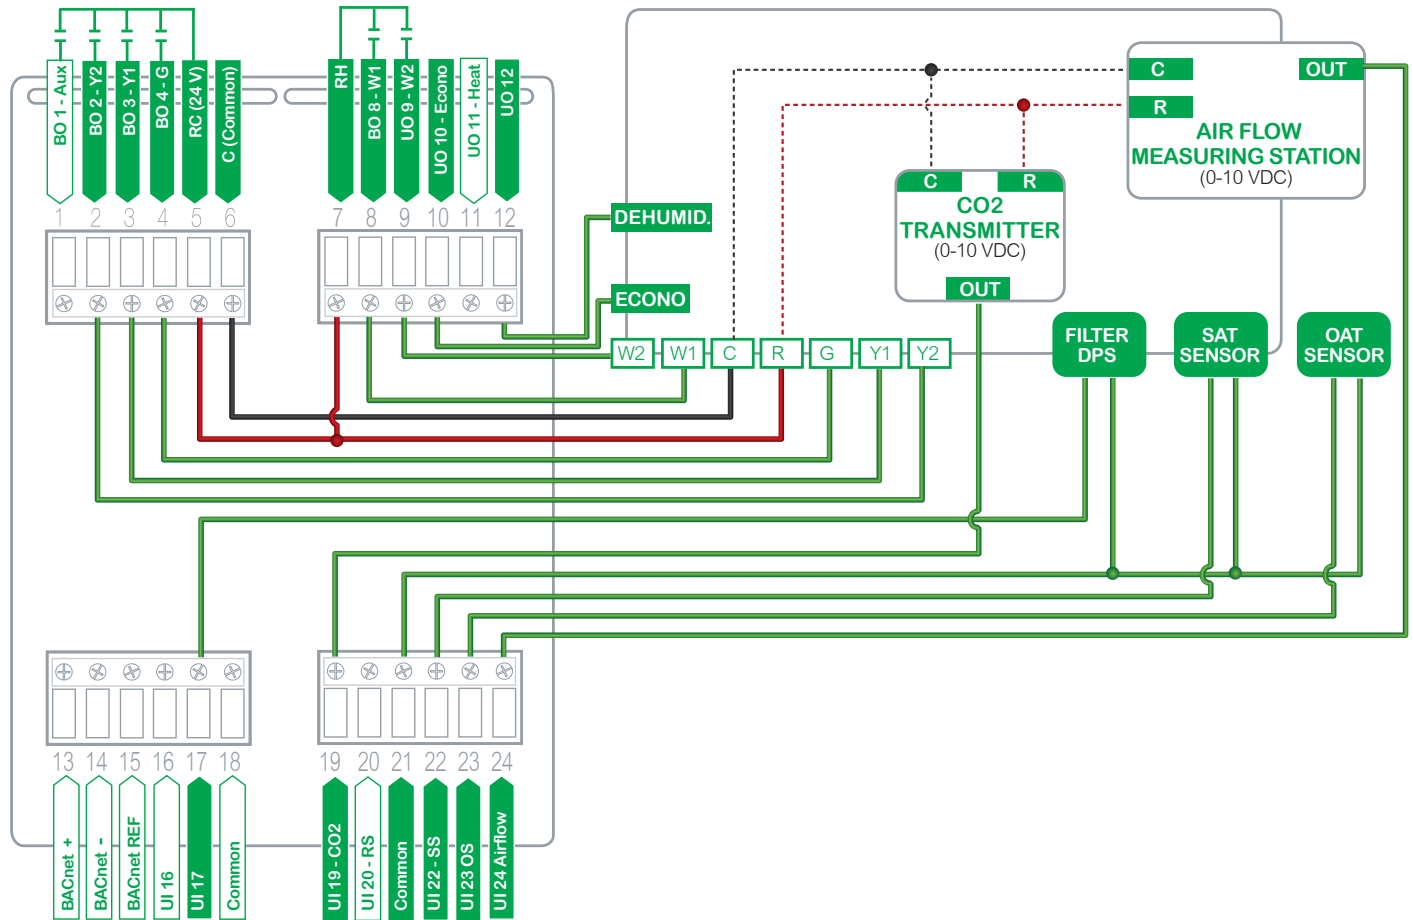 BO 1 - Aux
BO 2 - Y2
BO 3 - Y1
BO 4 - G
RC (24 V)
C (Common)
RH
BO 8 - W1
UO 9 - W2
UO 10 - Econo
UO 11 - Heat
UO 12
1 2 3 4 5 6
7 8 9 10 11 12
C
R
OUT
AIR FLOW
MEASURING STATION
(0-10 VDC)
C R
CO2
TRANSMITTER
(0-10 VDC)
OUT
DEHUMID.
ECONO
W2 W1 C R G Y1 Y2
FILTER
DPS
SAT
SENSOR
OAT
SENSOR
13 14 15 16 17 18
19 20 21 22 23 24
BACnet +
BACnet -
BACnet REF
UI 16
UI 17
Common
UI 19 - CO2
UI 20 - RS
Common
UI 22 - SS
UI 23 OS
UI 24 Airflow